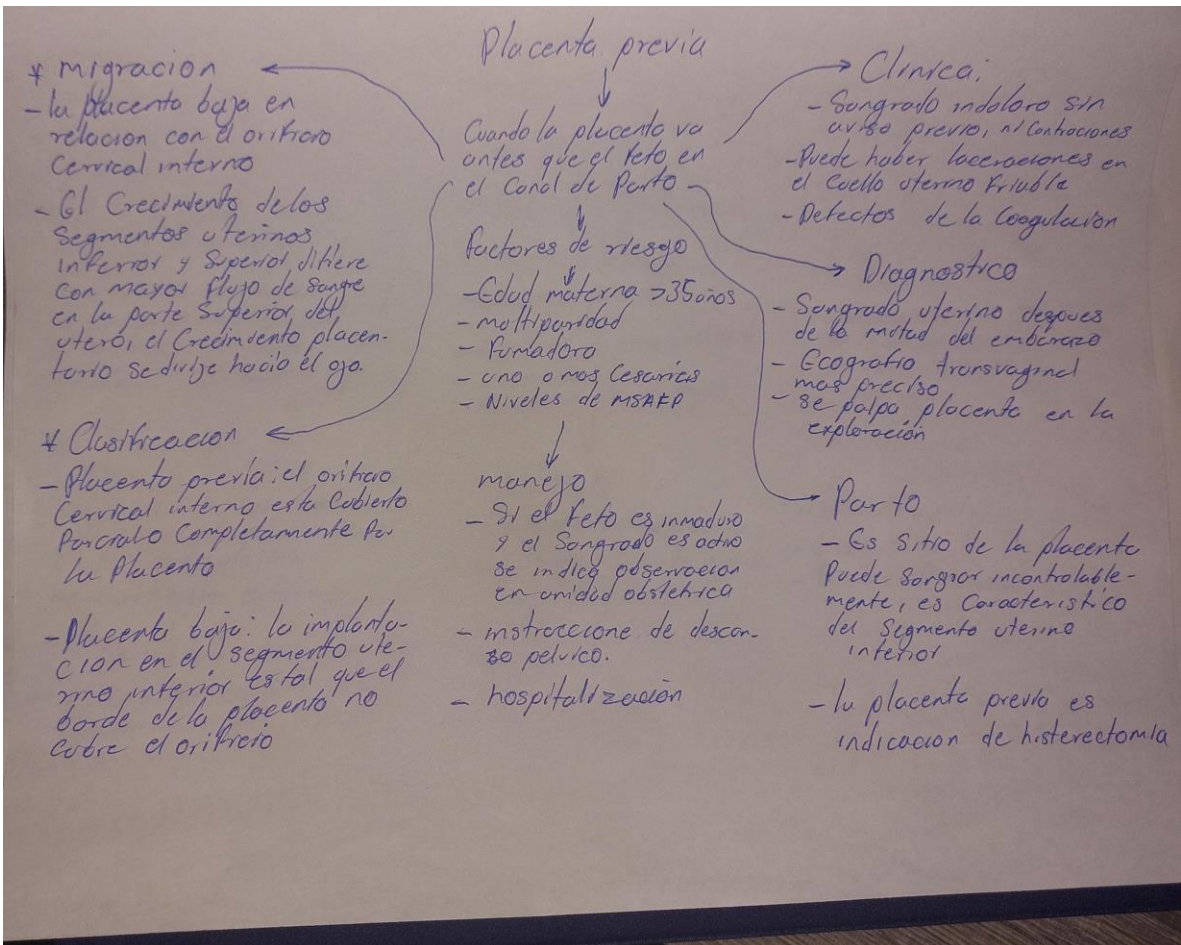 Placenta previa
Cuando la placenta va
antes que el feto en
el Canal de Parto
* Migracion
- la placenta baja en
relacion con el orificio
Cervical interno
- El Crecimiento de los
Segmentos uterinos
inferior y Superior difiere
con mayor flujo de sangre
en la parte Superior del
utero, el Crecimiento placen-
tario se dirije hacia el ojo.
* Clasificacion
- Placenta previa: el orificio
Cervical interno esta Cubierto
Parcial o Completamente Por
la Placenta
- Placenta baja: la implanta-
cion en el segmento ute-
rino inferior es tal que el
borde de la placenta no
Cubre el orificio
factores de riesgo
- Edad materna >35 años
- multiparidad
- Fumadora
- una o mas Cesarias
- Niveles de MSAFP
manejo
- Si el feto es inmaduro
y el Sangrado es activo
se indica observacion
en unidad obstetrica
- instruccione de descan-
so pelvico.
- hospitalización
Clinica:
- Sangrado indoloro sin
aviso previo, ni Contraciones
- Puede haber laceraciones en
el Cuello uterino friable
- Defectos de la Coagulacion
Diagnostico
- Sangrado uterino despues
de la mitad del embarazo
- Ecografia transvaginal
mas preciso
- se palpa placenta en la
exploración
Parto
- Es Sitio de la placenta
Puede Sangrar incontrolable-
mente, es Caracteristico
del Segmento uterino
inferior
- la placenta previa es
indicacion de histerectomia